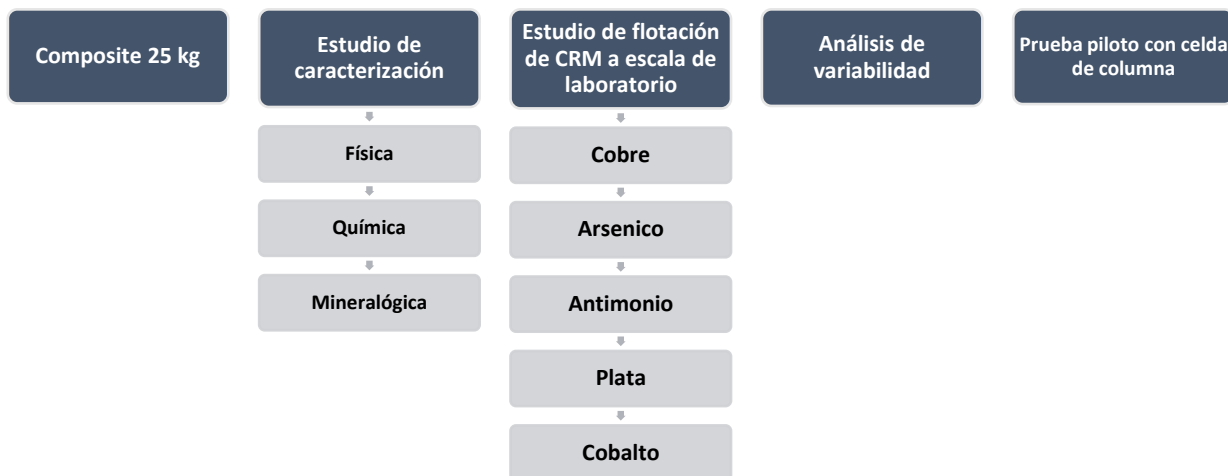 Composite 25 kg
Estudio de
caracterización
Física
Química
Mineralógica
Estudio de flotación
de CRM a escala de
laboratorio
Cobre
Arsenico
Antimonio
Plata
Cobalto
Análisis de
variabilidad
Prueba piloto con celda
de columna